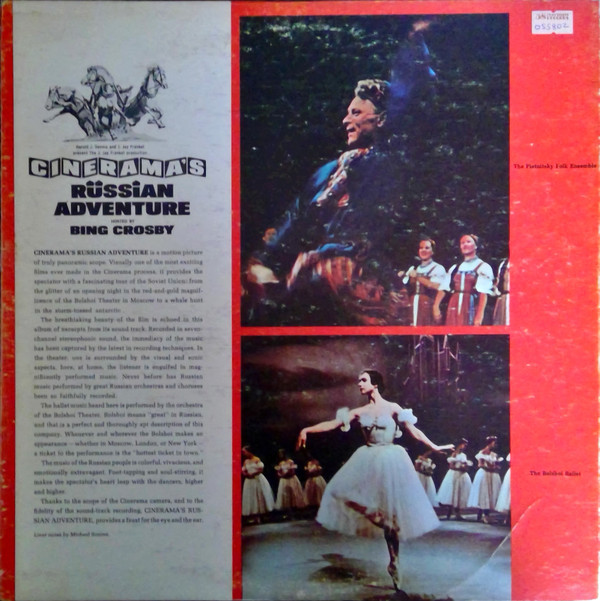 Harold J. Dennis and J. Jay Frankel
present The J. Jay Frankel production
CINERAMA'S
RUSSIAN
ADVENTURE
HOSTED BY
BING CROSBY
CINERAMA'S RUSSIAN ADVENTURE is a motion picture
of truly panoramic scope. Visually one of the most exciting
films ever made in the Cinerama process, it provides the
spectator with a fascinating tour of the Soviet Union: from
the glitter of an opening night in the red-and-gold magnif-
icence of the Bolshoi Theater in Moscow to a whale hunt
in the storm-tossed antarctic.
The breathtaking beauty of the film is echoed in this
album of excerpts from its sound track. Recorded in seven-
channel stereophonic sound, the immediacy of the music
has been captured by the latest in recording techniques. In
the theater, one is surrounded by the visual and sonic
aspects; here, at home, the listener is engulfed in mag-
nificently performed music. Never before has Russian
music performed by great Russian orchestras and choruses
been so faithfully recorded.
The ballet music heard here is performed by the orchestra
of the Bolshoi Theater. Bolshoi means "great" in Russian,
and that is a perfect and thoroughly apt description of this
company. Whenever and wherever the Bolshoi makes an
appearance — whether in Moscow, London, or New York —
a ticket to the performance is the "hottest ticket in town."
The music of the Russian people is colorful, vivacious, and
emotionally extravagant. Foot-tapping and soul-stirring, it
makes the spectator's heart leap with the dancers, higher
and higher.
Thanks to the scope of the Cinerama camera, and to the
fidelity of the sound-track recording, CINERAMA'S RUS-
SIAN ADVENTURE, provides a feast for the eye and the ear.
Liner notes by Michael
055802
The Piatnitsky Folk Ensemble
The Bolshoi Ballet